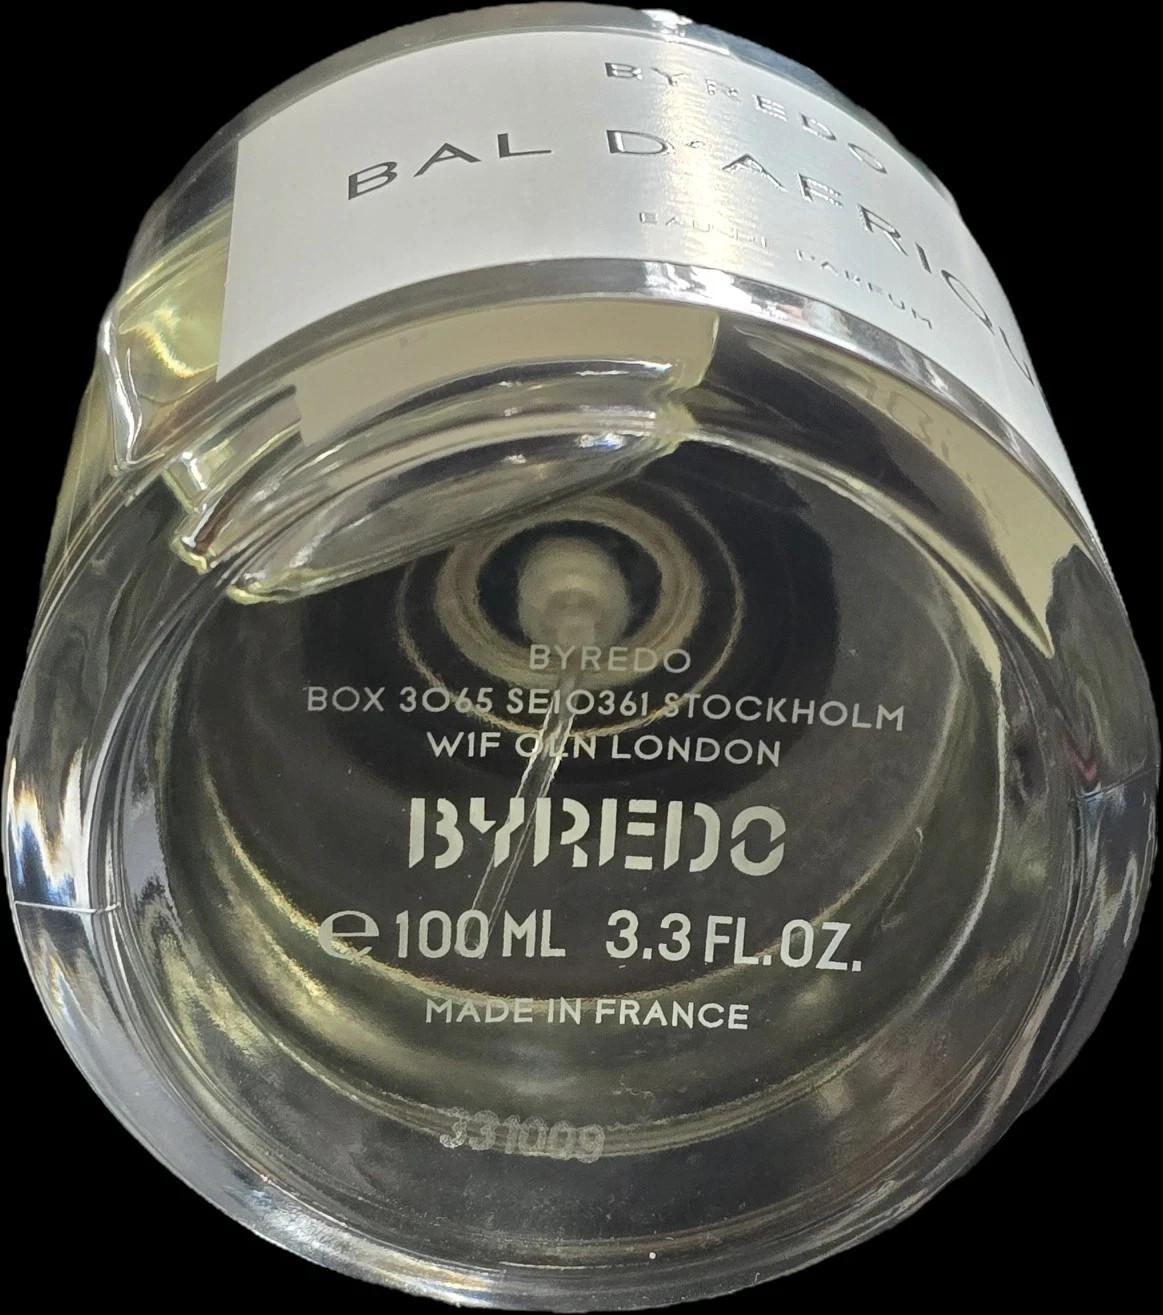 BYREDO
BAL D'AFRIQU
EAU DE PARFUM
BYREDO
BOX 3065 SE10361 STOCKHOLM
W1F 0LN LONDON
BYREDO
℮ 100 ML 3.3 FL.OZ.
MADE IN FRANCE
331009